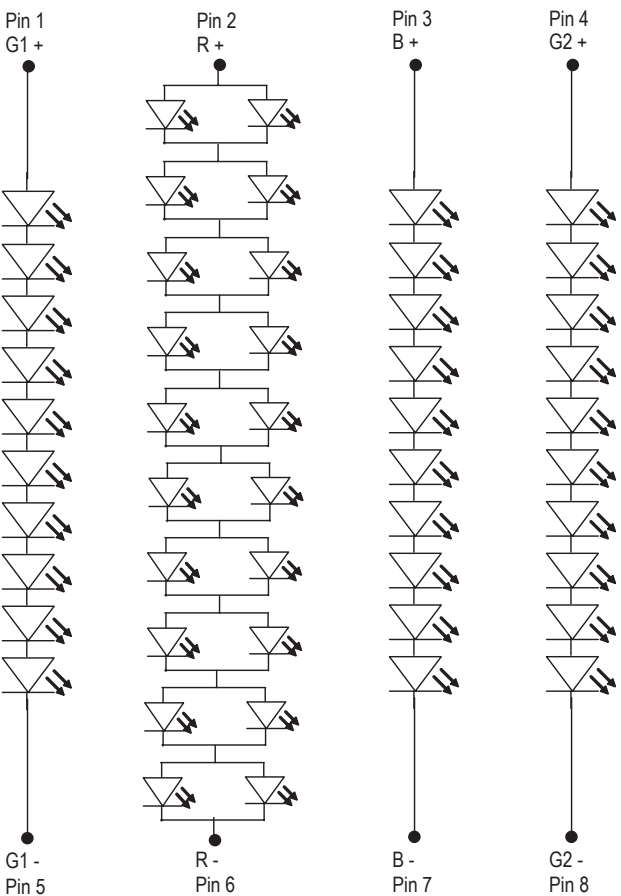 Pin 1
G1 +
Pin 2
R +
Pin 3
B +
Pin 4
G2 +
G1 -
Pin 5
R -
Pin 6
B -
Pin 7
G2 -
Pin 8